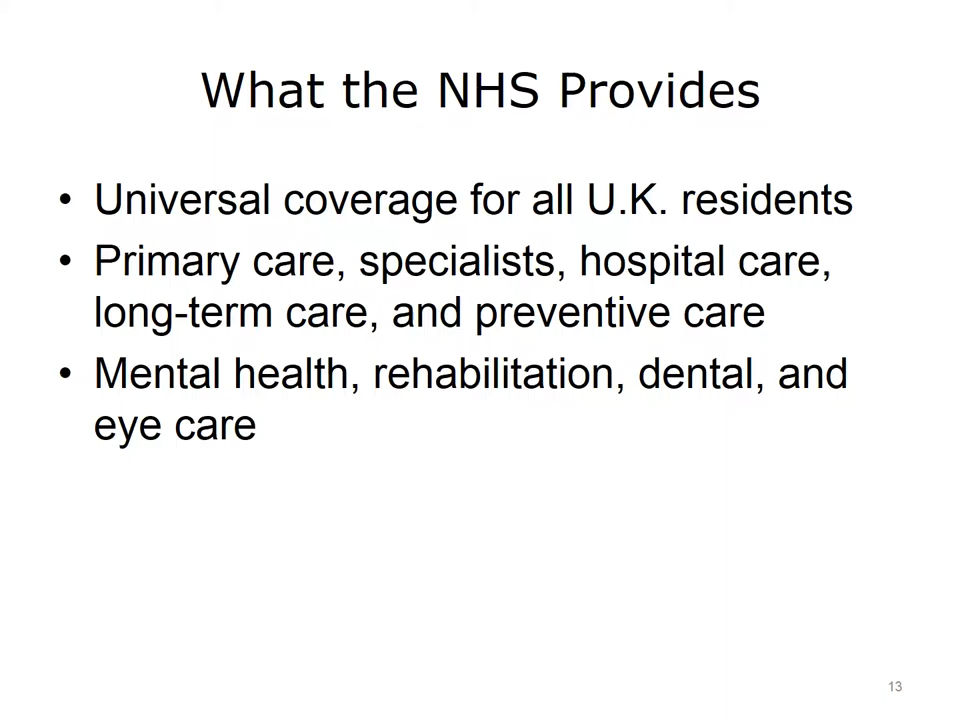 What the NHS Provides
• Universal coverage for all U.K. residents
• Primary care, specialists, hospital care,
long-term care, and preventive care
• Mental health, rehabilitation, dental, and
eye care
13